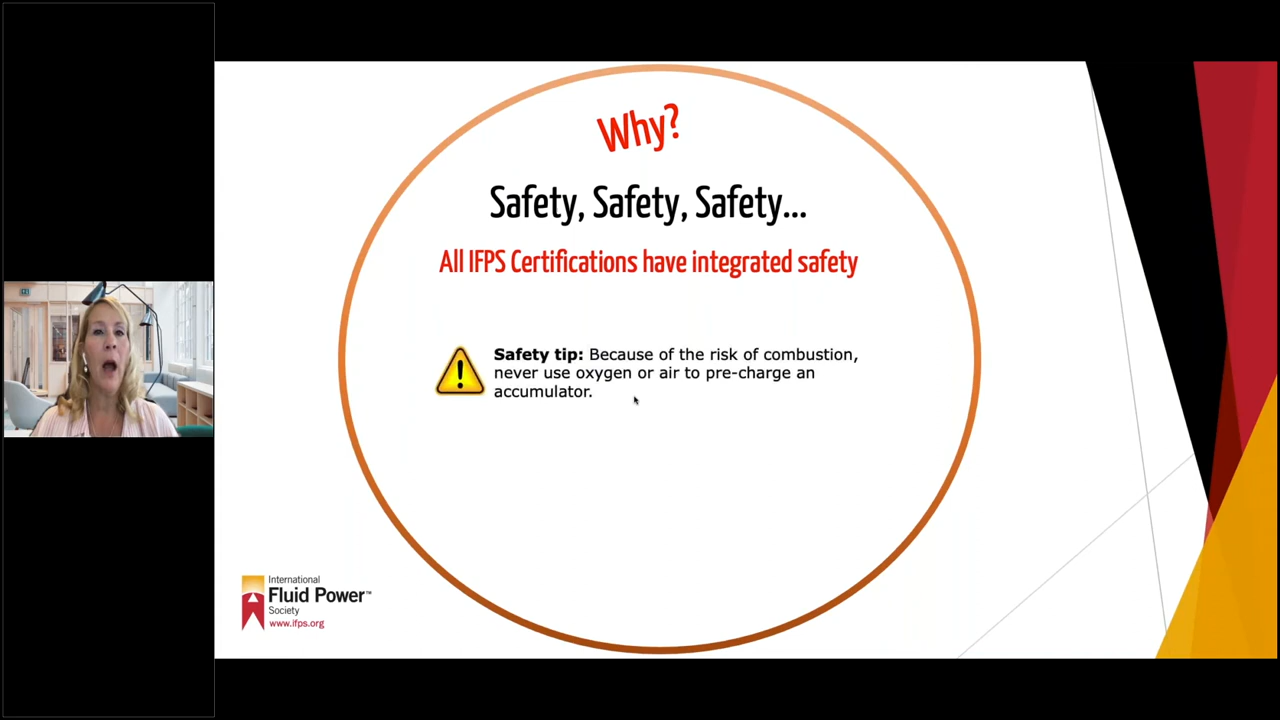 Why?
Safety, Safety, Safety...
All IFPS Certifications have integrated safety
Safety tip: Because of the risk of combustion,
never use oxygen or air to pre-charge an
accumulator.
International
Fluid Power™
Society
www.ifps.org